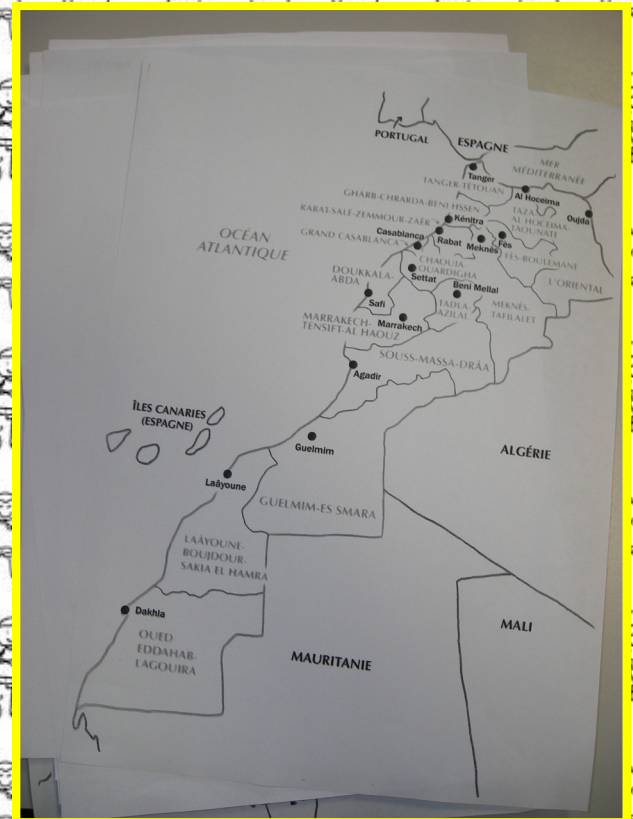 PORTUGAL
ESPAGNE
MER
MÉDITERRANÉE
Tanger
TANGER-TÉTOUAN
Al Hoceima
GHARB-CHRARDA-BENI HSSEN
TAZA-
AL HOCEIMA-
TAOUNATE
Oujda
RABAT-SALÉ-ZEMMOUR-ZAËR
Kénitra
GRAND CASABLANCA
Casablanca
Rabat
Meknès
Fès
FÈS-BOULEMANE
OCÉAN
ATLANTIQUE
CHAOUIA-
OUARDIGHA
Settat
L'ORIENTAL
DOUKKALA-
ABDA
Beni Mellal
Safi
TADLA-
AZILAL
MEKNÈS-
TAFILALET
MARRAKECH-
TENSIFT-AL HAOUZ
Marrakech
SOUSS-MASSA-DRÂA
Agadir
ÎLES CANARIES
(ESPAGNE)
Guelmim
ALGÉRIE
Laâyoune
GUELMIM-ES SMARA
LAÂYOUNE-
BOUJDOUR-
SAKIA EL HAMRA
Dakhla
OUED
EDDAHAB-
LAGOUIRA
MAURITANIE
MALI